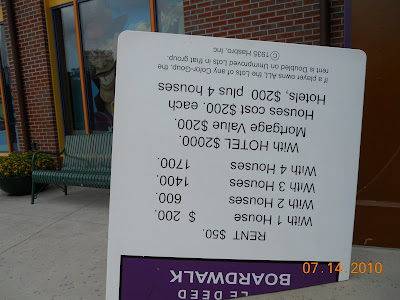 LE DEED
BOARDWALK
RENT $50.
With 1 House $ 200.
With 2 Houses 600.
With 3 Houses 1400.
With 4 Houses 1700.
With HOTEL $2000.
Mortgage Value $200.
Houses cost $200. each
Hotels, $200 plus 4 houses
If a player owns ALL the Lots of any Color-Group, the
rent is Doubled on Unimproved Lots in that group.
© 1935 Hasbro, Inc
07.14.2010